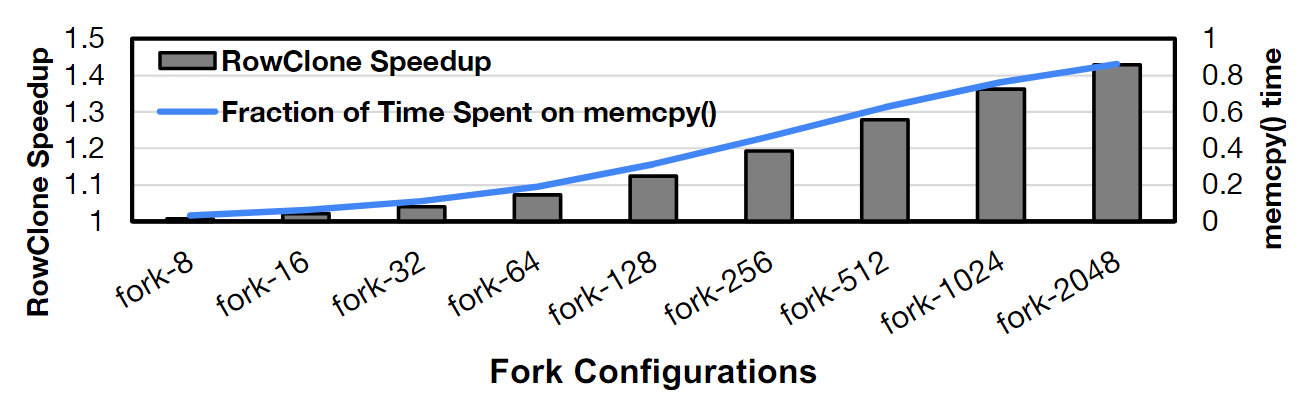 RowClone Speedup
1.5
1.4
1.3
1.2
1.1
1
RowClone Speedup
Fraction of Time Spent on memcpy()
1
0.8
0.6
0.4
0.2
0
memcpy() time
fork-8
fork-16
fork-32
fork-64
fork-128
fork-256
fork-512
fork-1024
fork-2048
Fork Configurations